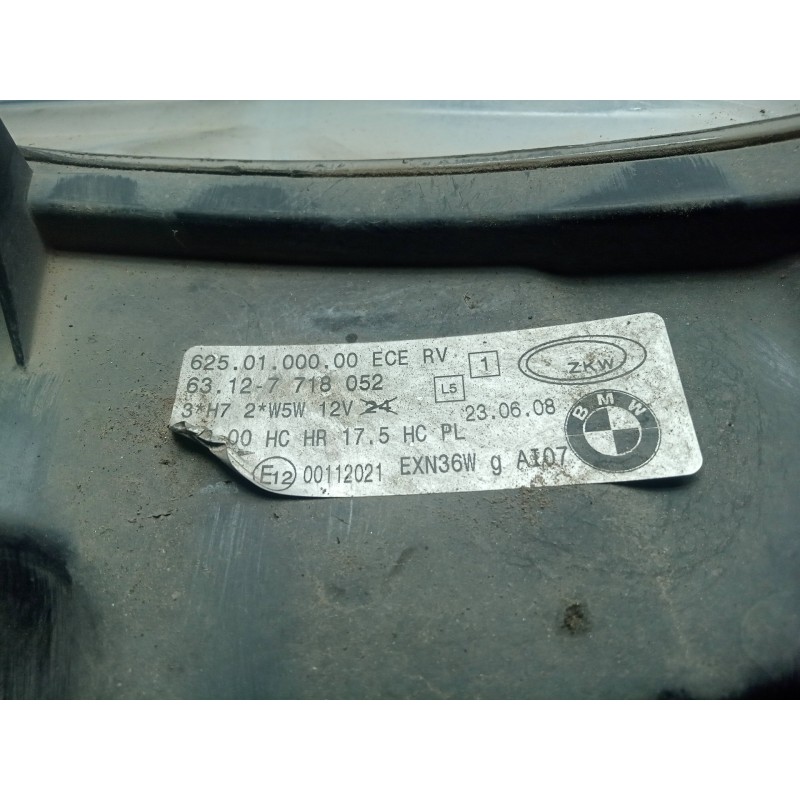 625.01.000.00 ECE RV 1
ZKW
63.12-7 718 052 L5
3*H7 2*W5W 12V 24 23.06.08
BMW
00 HC HR 17.5 HC PL
E12 00112021 EXN36W g AI07